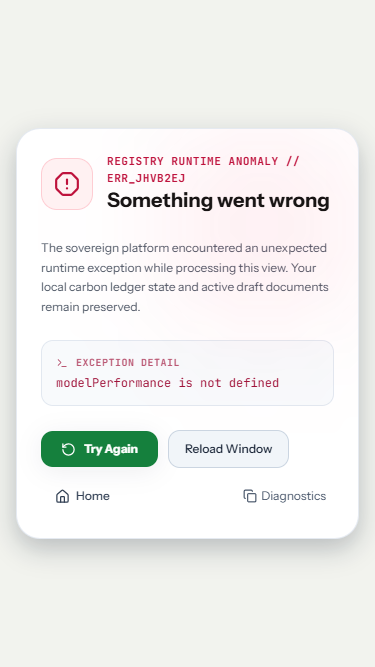 REGISTRY RUNTIME ANOMALY //
ERR_JHVB2EJ
Something went wrong
The sovereign platform encountered an unexpected
runtime exception while processing this view. Your
local carbon ledger state and active draft documents
remain preserved.
>_ EXCEPTION DETAIL
modelPerformance is not defined
Try Again
Reload Window
Home
Diagnostics